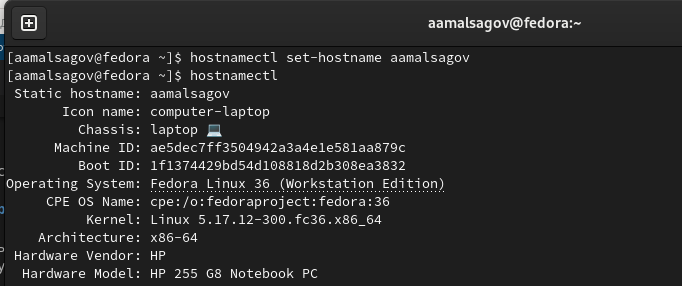 aamalsagov@fedora:~
[aamalsagov@fedora ~]$ hostnamectl set-hostname aamalsagov
[aamalsagov@fedora ~]$ hostnamectl
Static hostname: aamalsagov
Icon name: computer-laptop
Chassis: laptop 💻
Machine ID: ae5dec7ff3504942a3a4e1e581aa879c
Boot ID: 1f1374429bd54d108818d2b308ea3832
Operating System: Fedora Linux 36 (Workstation Edition)
CPE OS Name: cpe:/o:fedoraproject:fedora:36
Kernel: Linux 5.17.12-300.fc36.x86_64
Architecture: x86-64
Hardware Vendor: HP
Hardware Model: HP 255 G8 Notebook PC